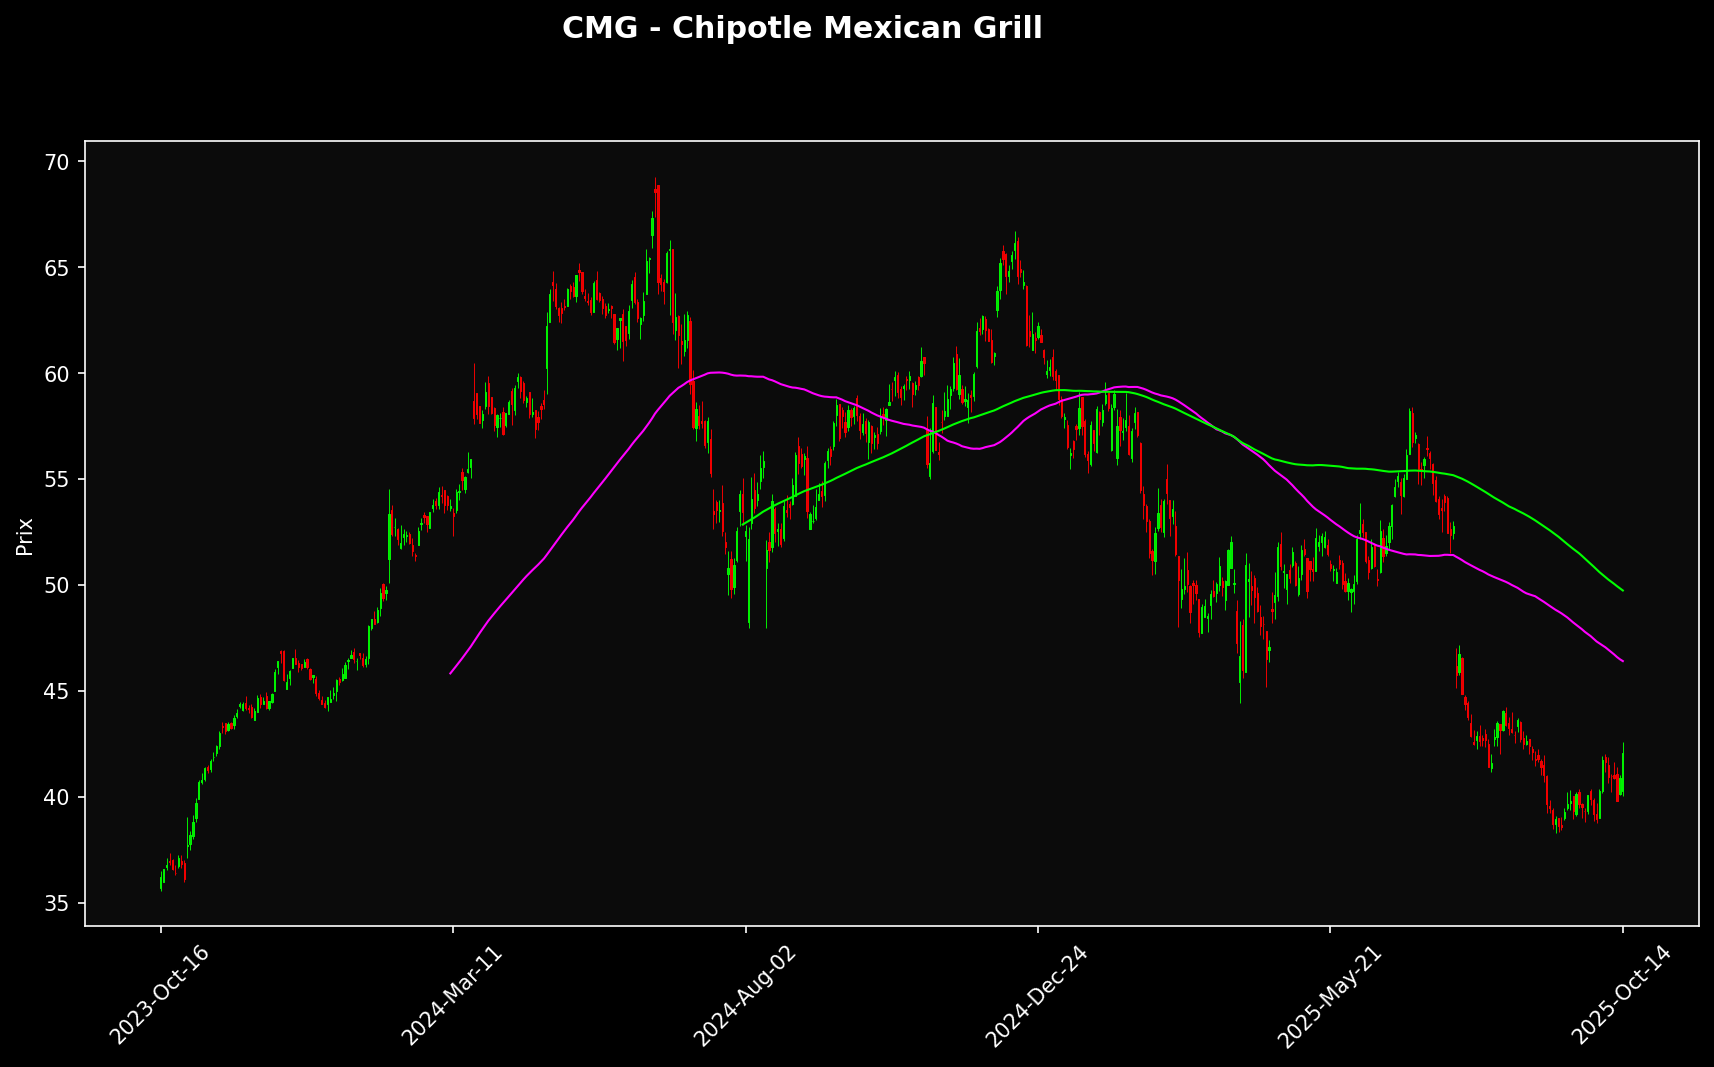 CMG - Chipotle Mexican Grill
70
65
60
55
50
45
40
35
Prix
2023-Oct-16
2024-Mar-11
2024-Aug-02
2024-Dec-24
2025-May-21
2025-Oct-14